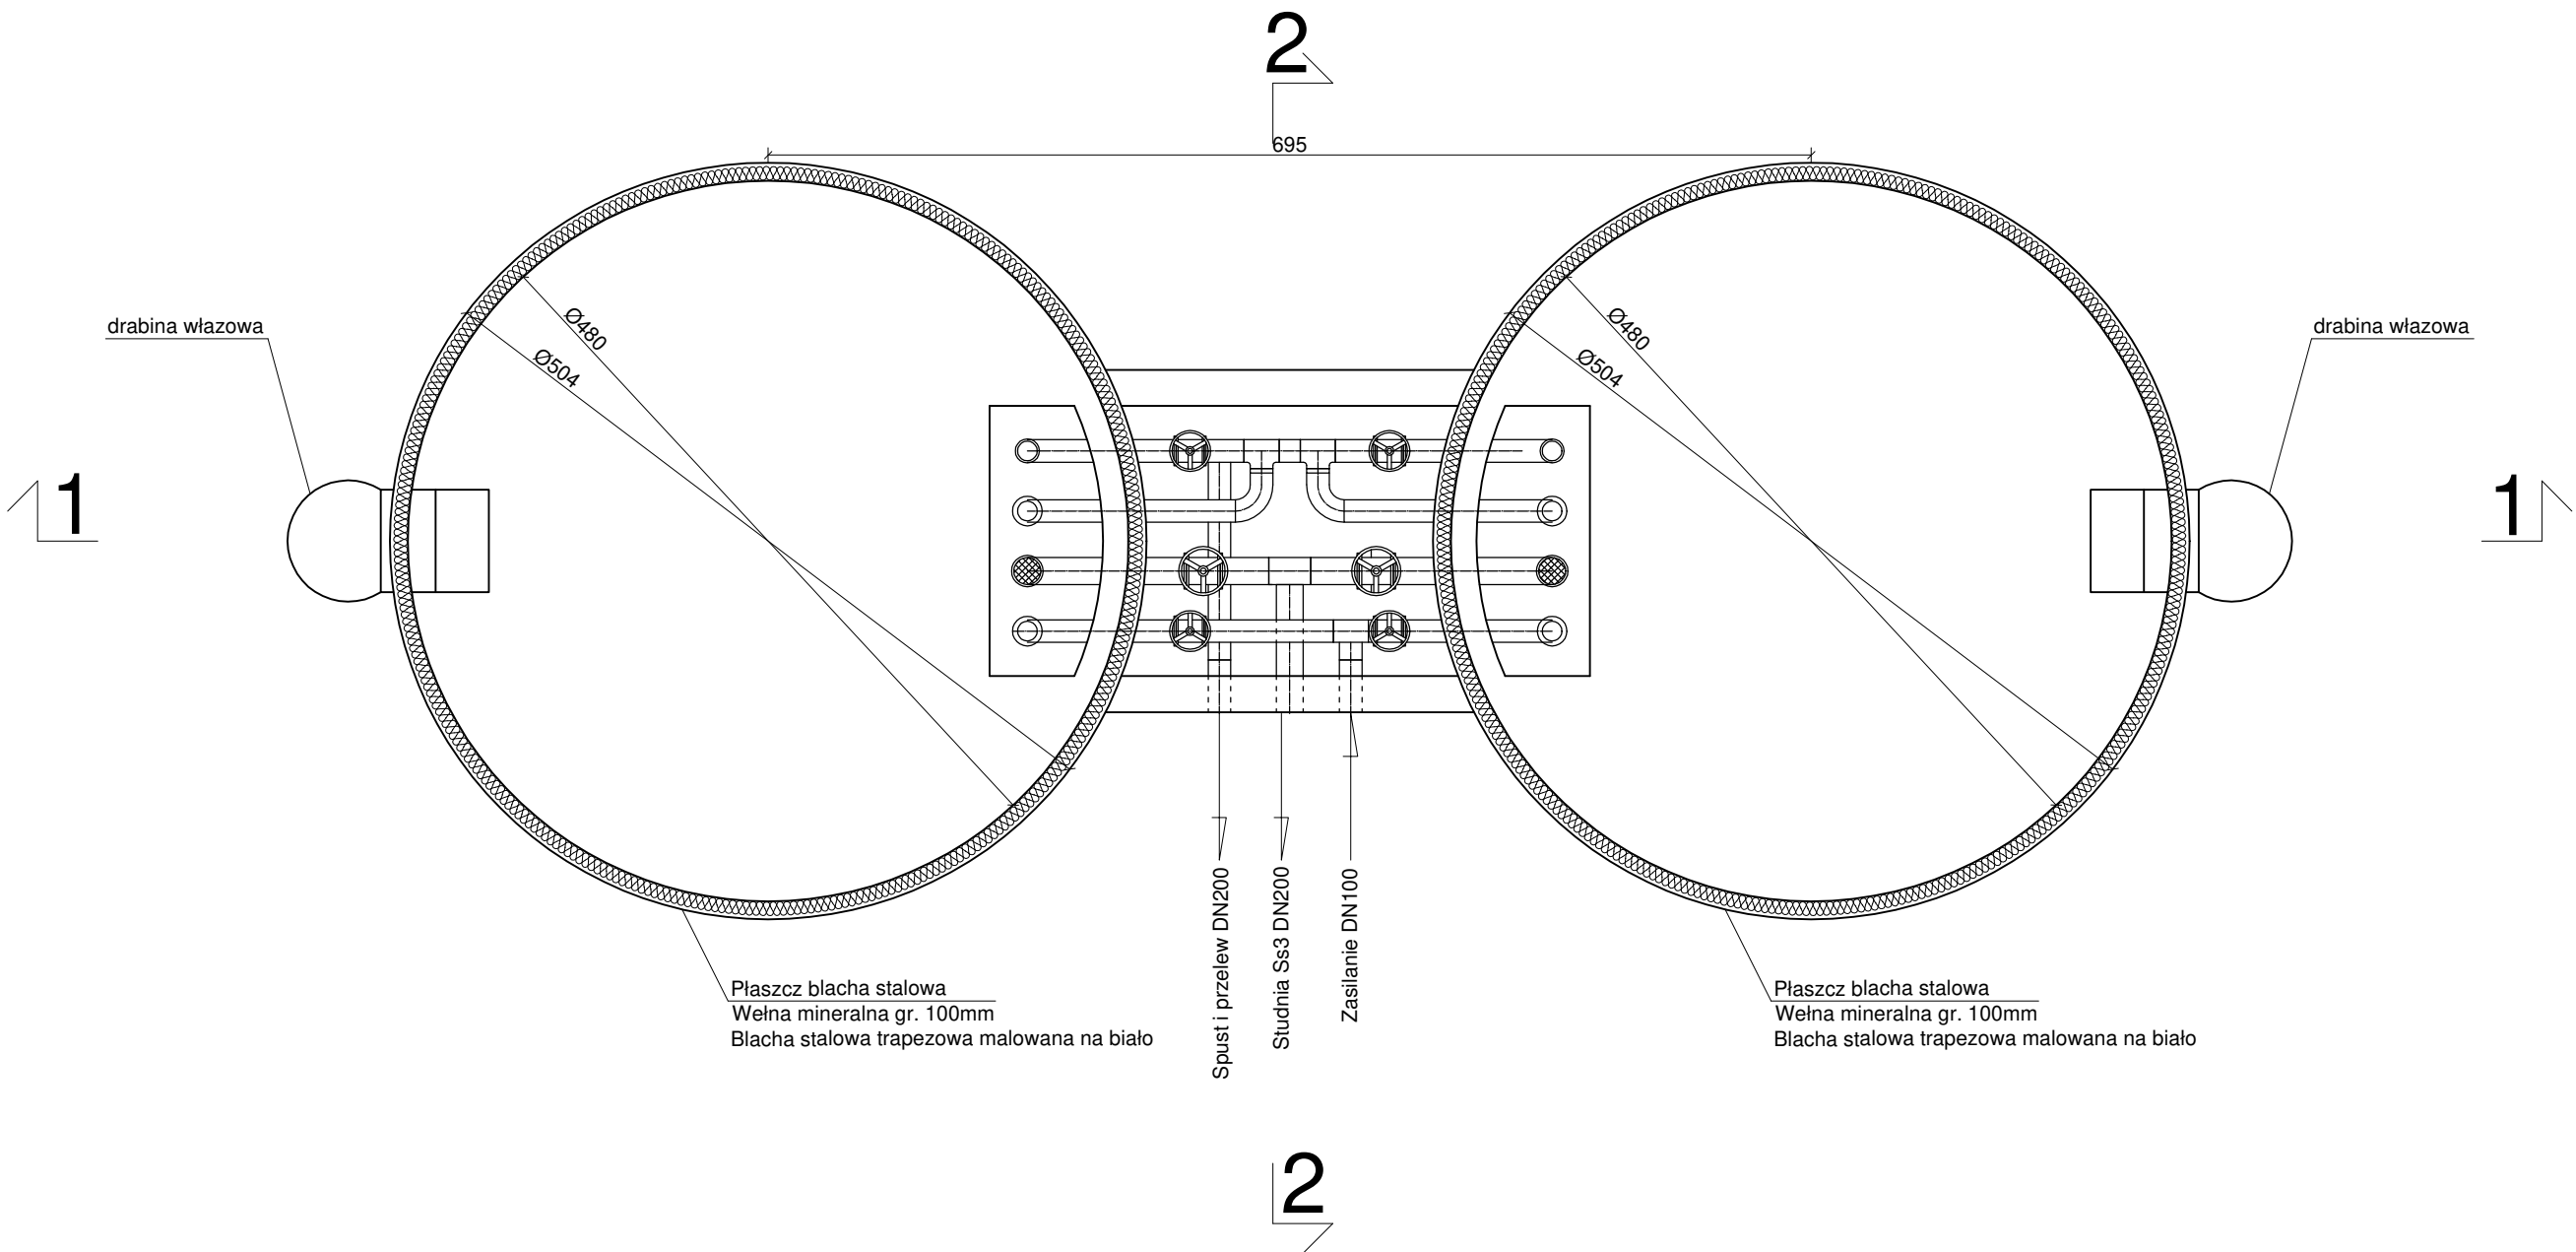 2
695
drabina włazowa
Ø480
Ø504
Ø480
Ø504
drabina włazowa
1
1
Spust i przelew DN200
Studnia Ss3 DN200
Zasilanie DN100
Płaszcz blacha stalowa
Wełna mineralna gr. 100mm
Blacha stalowa trapezowa malowana na biało
Płaszcz blacha stalowa
Wełna mineralna gr. 100mm
Blacha stalowa trapezowa malowana na biało
2